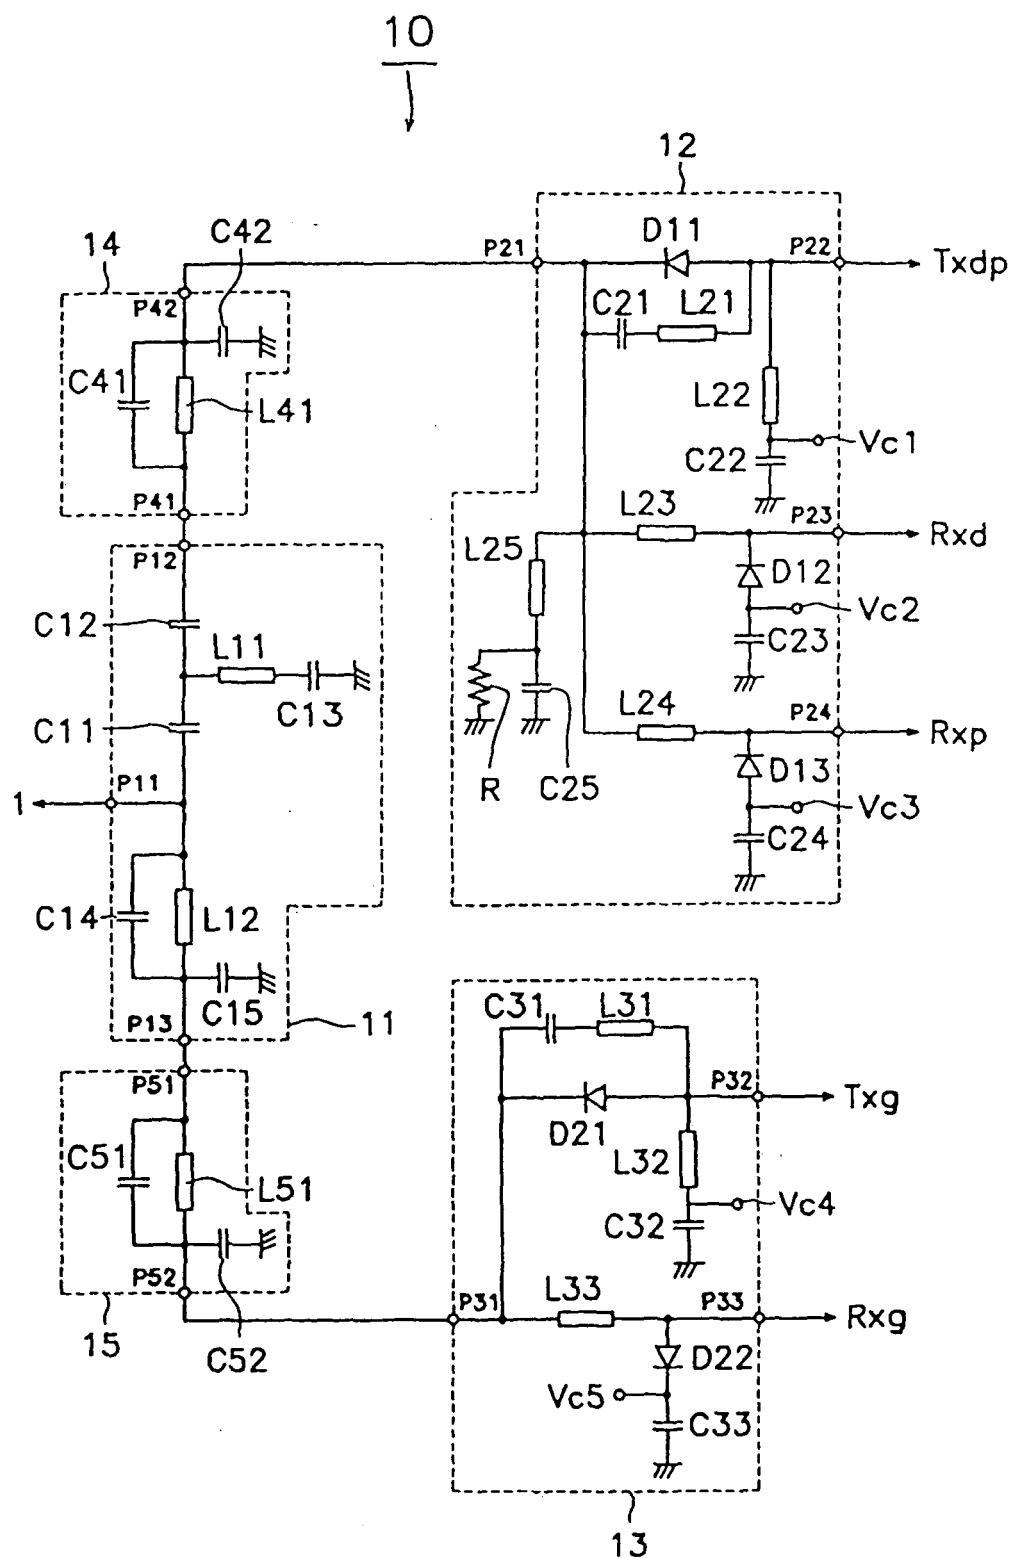 10
12
C42
14
P42
P21
D11
P22
Txdp
C21
L21
C41
L41
L22
Vc1
C22
P41
L23
P23
Rxd
P12
L25
D12
Vc2
C12
L11
C23
C13
L24
P24
Rxp
C11
R
C25
D13
P11
1
Vc3
C24
C14
L12
C15
P13
11
C31
L31
P51
P32
Txg
D21
C51
L51
L32
Vc4
C32
P52
P31
L33
P33
Rxg
15
C52
D22
Vc5
C33
13